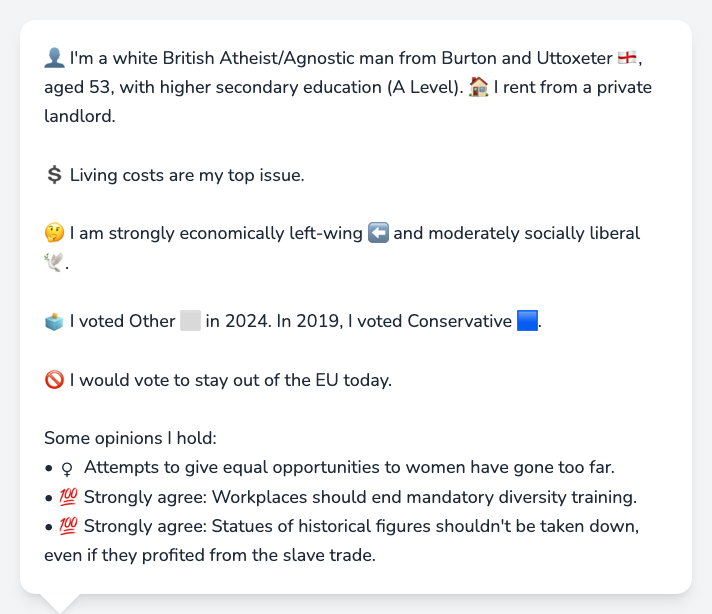 👤 I'm a white British Atheist/Agnostic man from Burton and Uttoxeter 🏴󠁧󠁢󠁥󠁮󠁧󠁿,
aged 53, with higher secondary education (A Level). 🏠 I rent from a private
landlord.
💲 Living costs are my top issue.
🤔 I am strongly economically left-wing ⬅️ and moderately socially liberal
🕊️.
🗳️ I voted Other ⬜ in 2024. In 2019, I voted Conservative 🟦.
🚫 I would vote to stay out of the EU today.
Some opinions I hold:
• ♀ Attempts to give equal opportunities to women have gone too far.
• 💯 Strongly agree: Workplaces should end mandatory diversity training.
• 💯 Strongly agree: Statues of historical figures shouldn't be taken down,
even if they profited from the slave trade.